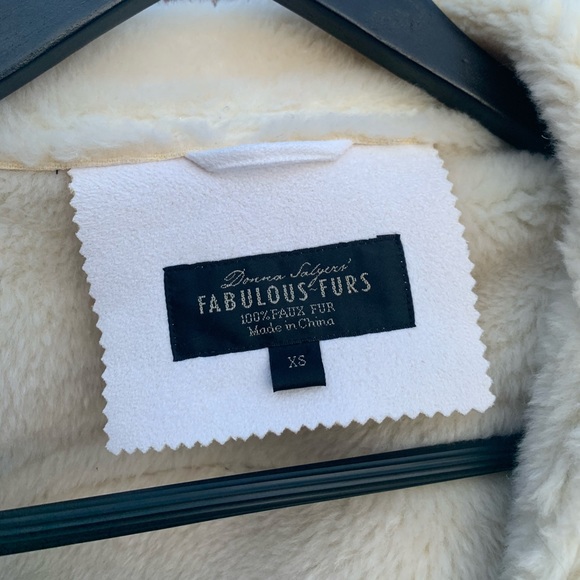 Donna Salyers'
FABULOUS~FURS
100% FAUX FUR
Made in China
XS